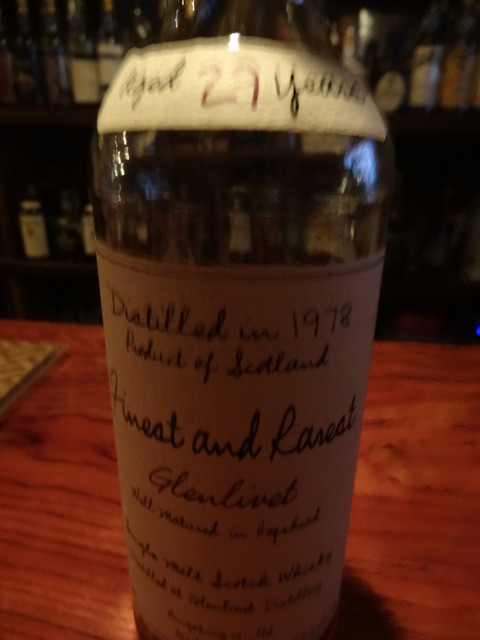 Aged 27 Years
Distilled in 1978
Product of Scotland
Finest and Rarest
Glenlivet
Well Matured in Hogshead
Single Malt Scotch Whisky
Distilled at Glenlivet Distillery